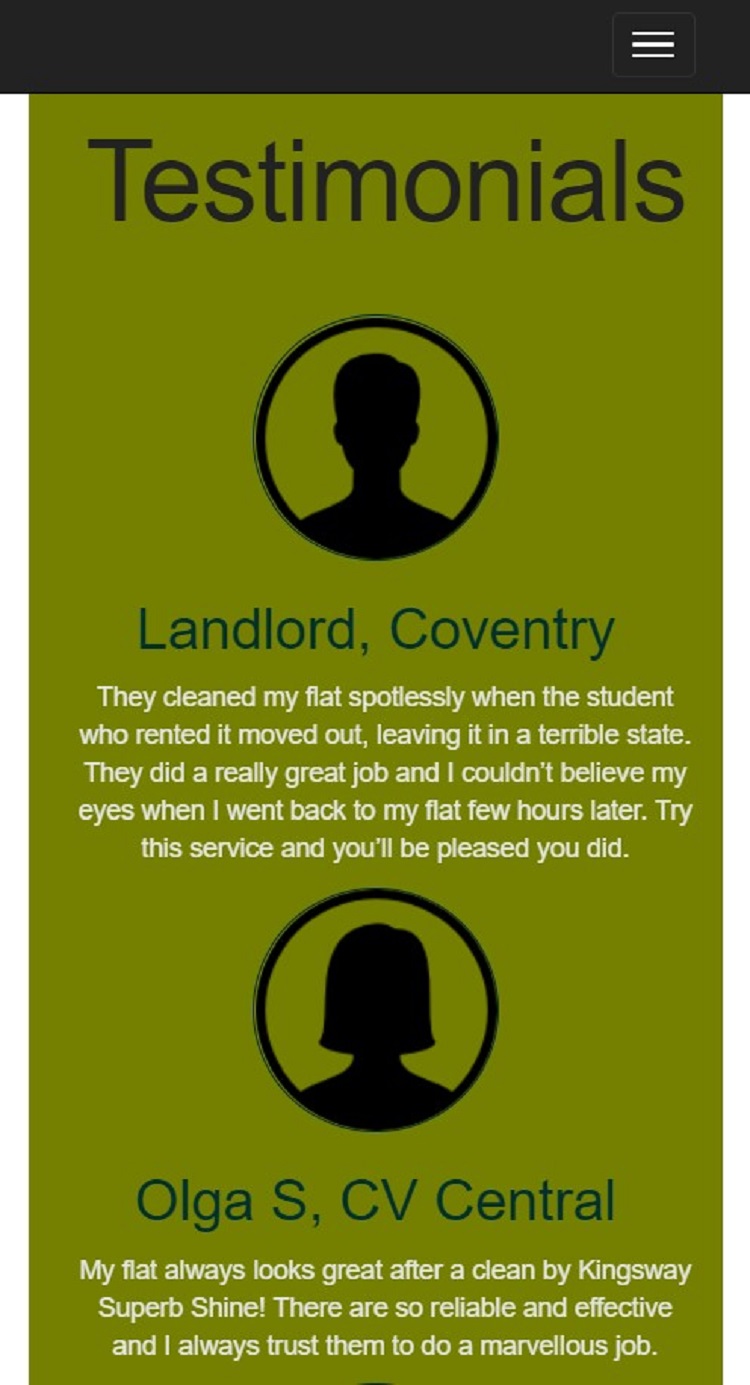 Testimonials
Landlord, Coventry
They cleaned my flat spotlessly when the student
who rented it moved out, leaving it in a terrible state.
They did a really great job and I couldn’t believe my
eyes when I went back to my flat few hours later. Try
this service and you’ll be pleased you did.
Olga S, CV Central
My flat always looks great after a clean by Kingsway
Superb Shine! There are so reliable and effective
and I always trust them to do a marvellous job.